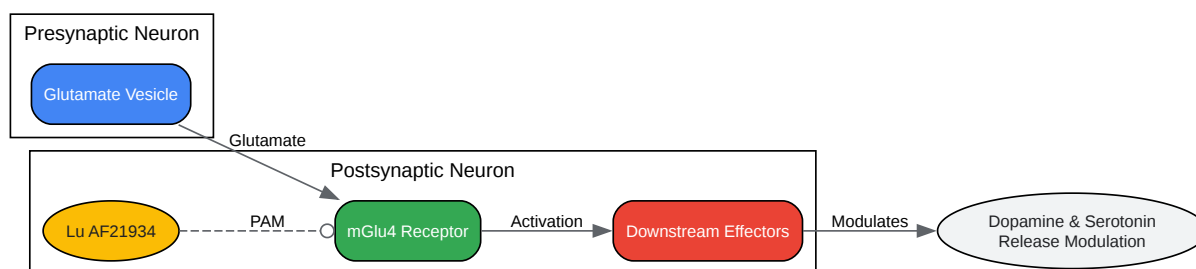 Presynaptic Neuron
Glutamate Vesicle
Glutamate
Postsynaptic Neuron
Lu AF21934
PAM
mGlu4 Receptor
Activation
Downstream Effectors
Modulates
Dopamine & Serotonin
Release Modulation